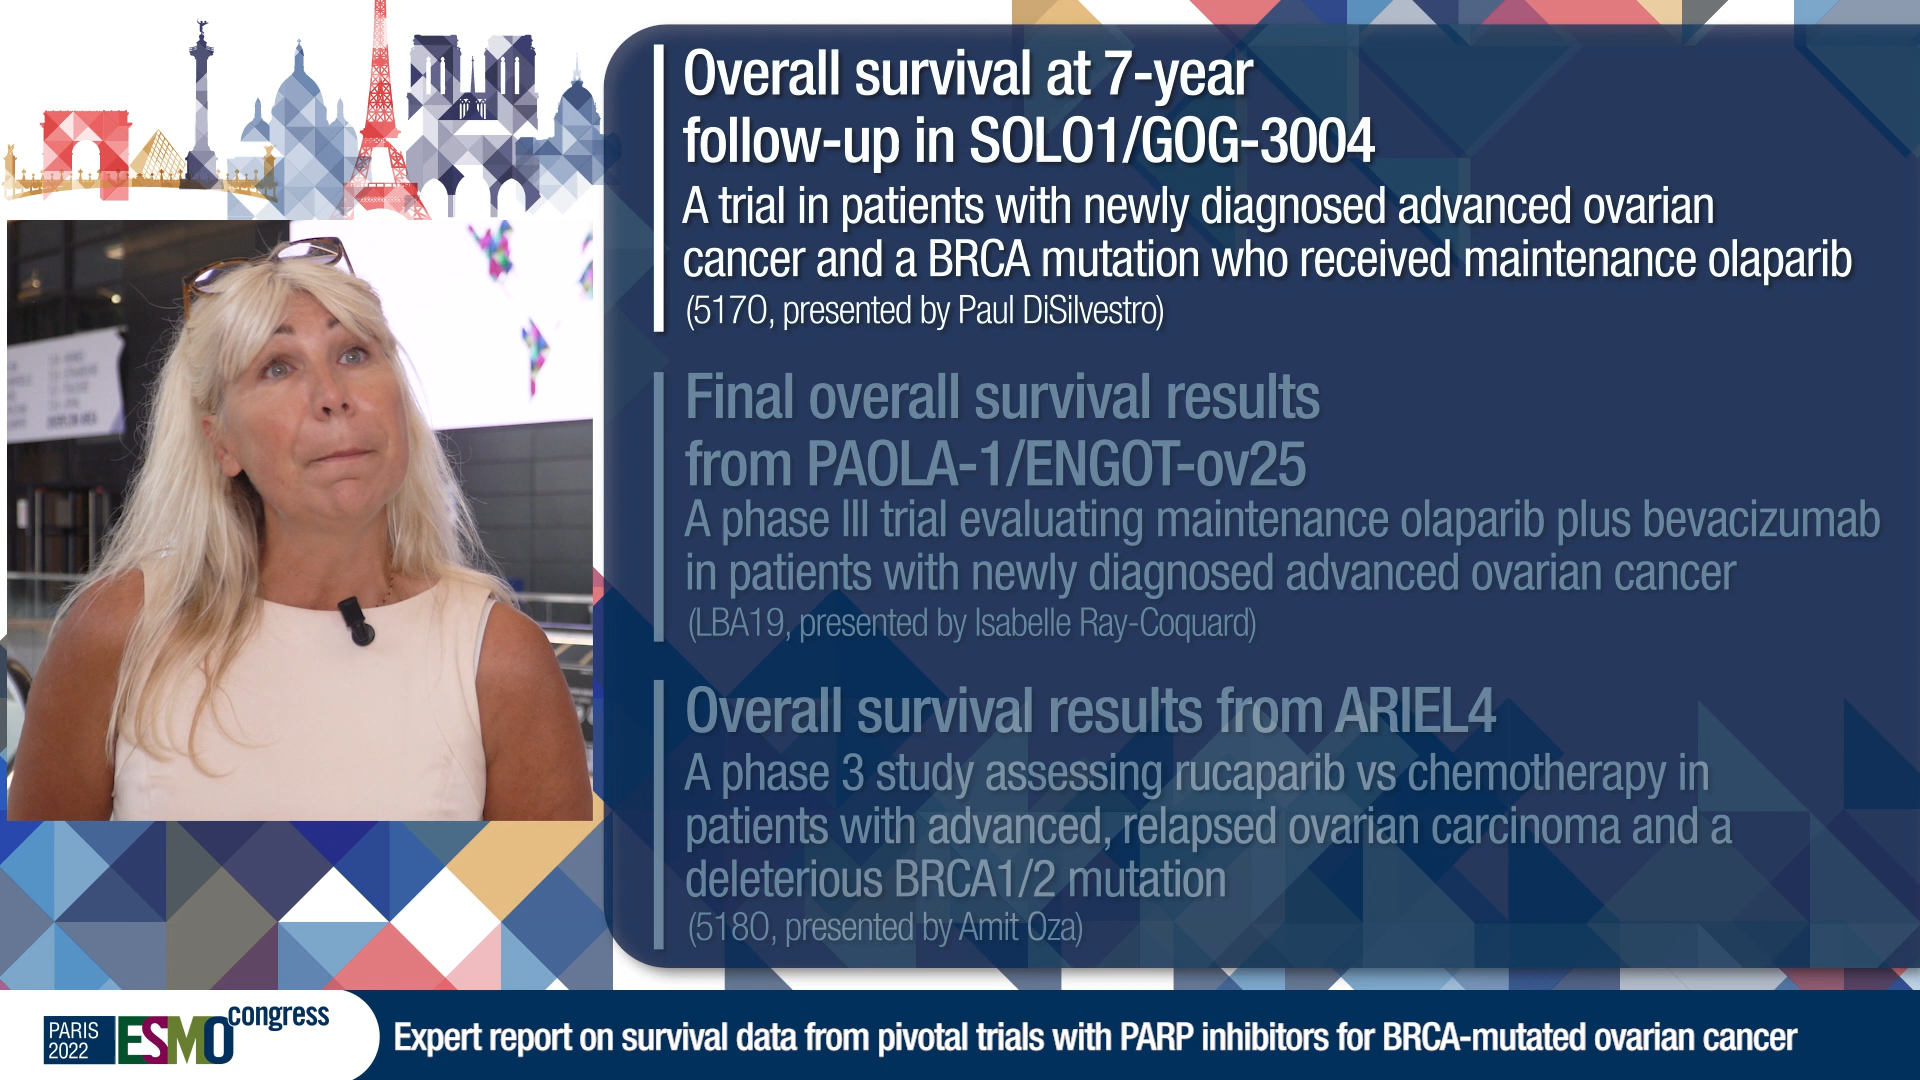 Overall survival at 7-year
follow-up in SOLO1/GOG-3004
A trial in patients with newly diagnosed advanced ovarian
cancer and a BRCA mutation who received maintenance olaparib
(517O, presented by Paul DiSilvestro)
Final overall survival results
from PAOLA-1/ENGOT-ov25
A phase III trial evaluating maintenance olaparib plus bevacizumab
in patients with newly diagnosed advanced ovarian cancer
(LBA19, presented by Isabelle Ray-Coquard)
Overall survival results from ARIEL4
A phase 3 study assessing rucaparib vs chemotherapy in
patients with advanced, relapsed ovarian carcinoma and a
deleterious BRCA1/2 mutation
(518O, presented by Amit Oza)
PARIS
2022
ESMO congress
Expert report on survival data from pivotal trials with PARP inhibitors for BRCA-mutated ovarian cancer